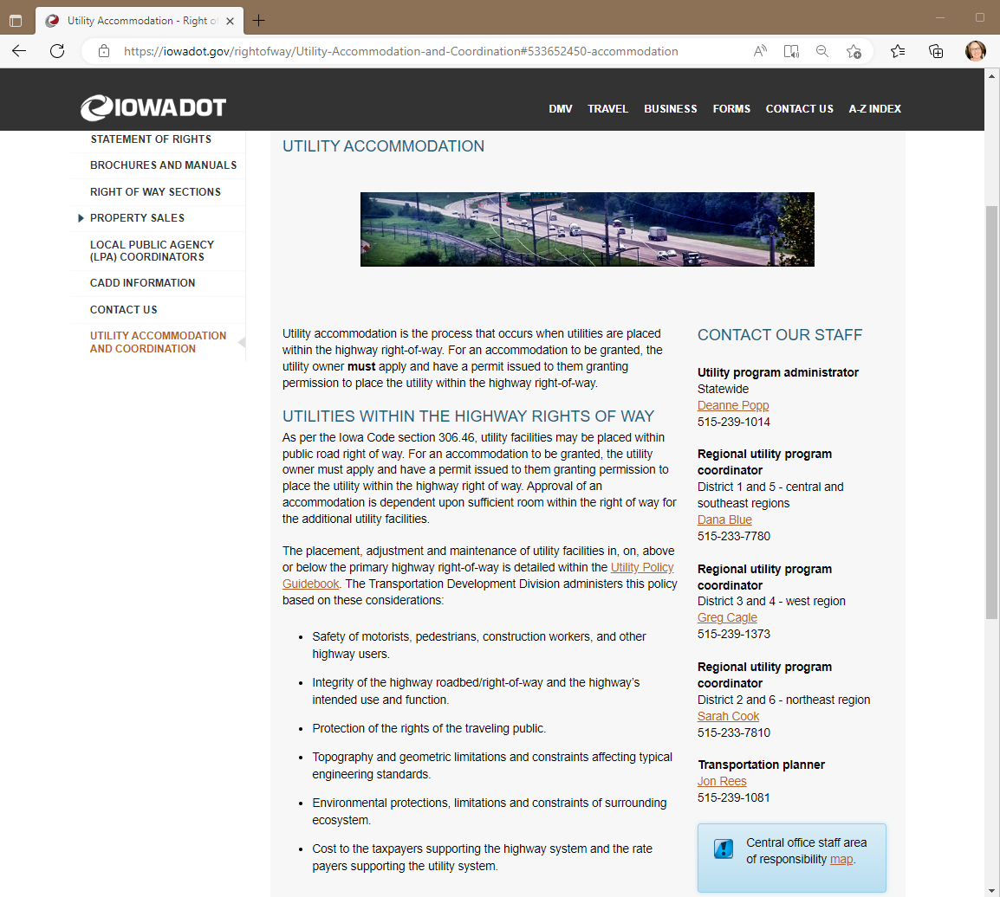 Utility Accommodation - Right o
https://iowadot.gov/rightofway/Utility-Accommodation-and-Coordination#533652450-accommodation
IOWADOT
DMV TRAVEL BUSINESS FORMS CONTACT US A-Z INDEX
STATEMENT OF RIGHTS
BROCHURES AND MANUALS
RIGHT OF WAY SECTIONS
PROPERTY SALES
LOCAL PUBLIC AGENCY
(LPA) COORDINATORS
CADD INFORMATION
CONTACT US
UTILITY ACCOMMODATION
AND COORDINATION
UTILITY ACCOMMODATION
Utility accommodation is the process that occurs when utilities are placed
within the highway right-of-way. For an accommodation to be granted, the
utility owner must apply and have a permit issued to them granting
permission to place the utility within the highway right-of-way.
UTILITIES WITHIN THE HIGHWAY RIGHTS OF WAY
As per the Iowa Code section 306.46, utility facilities may be placed within
public road right of way. For an accommodation to be granted, the utility
owner must apply and have a permit issued to them granting permission to
place the utility within the highway right of way. Approval of an
accommodation is dependent upon sufficient room within the right of way for
the additional utility facilities.
The placement, adjustment and maintenance of utility facilities in, on, above
or below the primary highway right-of-way is detailed within the Utility Policy
Guidebook. The Transportation Development Division administers this policy
based on these considerations:
• Safety of motorists, pedestrians, construction workers, and other
highway users.
• Integrity of the highway roadbed/right-of-way and the highway's
intended use and function.
• Protection of the rights of the traveling public.
• Topography and geometric limitations and constraints affecting typical
engineering standards.
• Environmental protections, limitations and constraints of surrounding
ecosystem.
• Cost to the taxpayers supporting the highway system and the rate
payers supporting the utility system.
CONTACT OUR STAFF
Utility program administrator
Statewide
Deanne Popp
515-239-1014
Regional utility program
coordinator
District 1 and 5 - central and
southeast regions
Dana Blue
515-233-7780
Regional utility program
coordinator
District 3 and 4 - west region
Greg Cagle
515-239-1373
Regional utility program
coordinator
District 2 and 6 - northeast region
Sarah Cook
515-233-7810
Transportation planner
Jon Rees
515-239-1081
Central office staff area
of responsibility map.